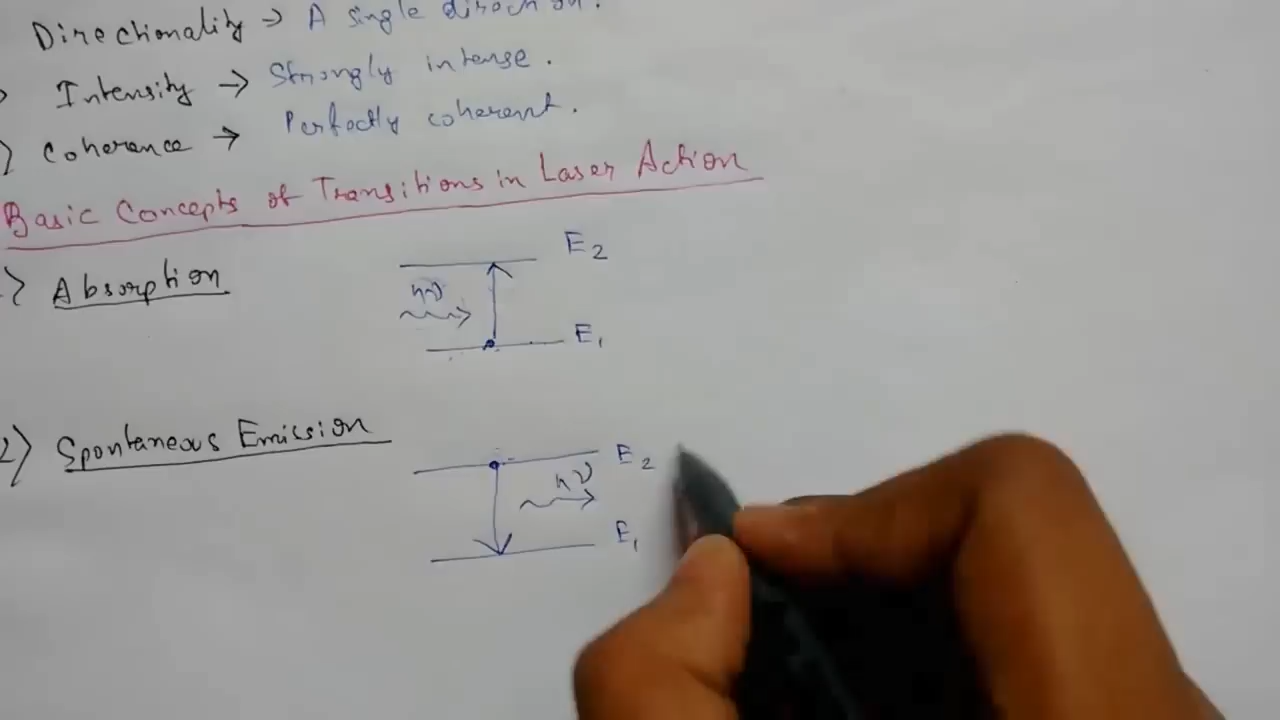 Directionality → A single direction.
Intensity → Strongly intense.
Coherence → Perfectly coherent.
Basic Concepts of Transitions in Laser Action
Absorption
E2
hν
E1
2) Spontaneous Emission
E2
hν
E1